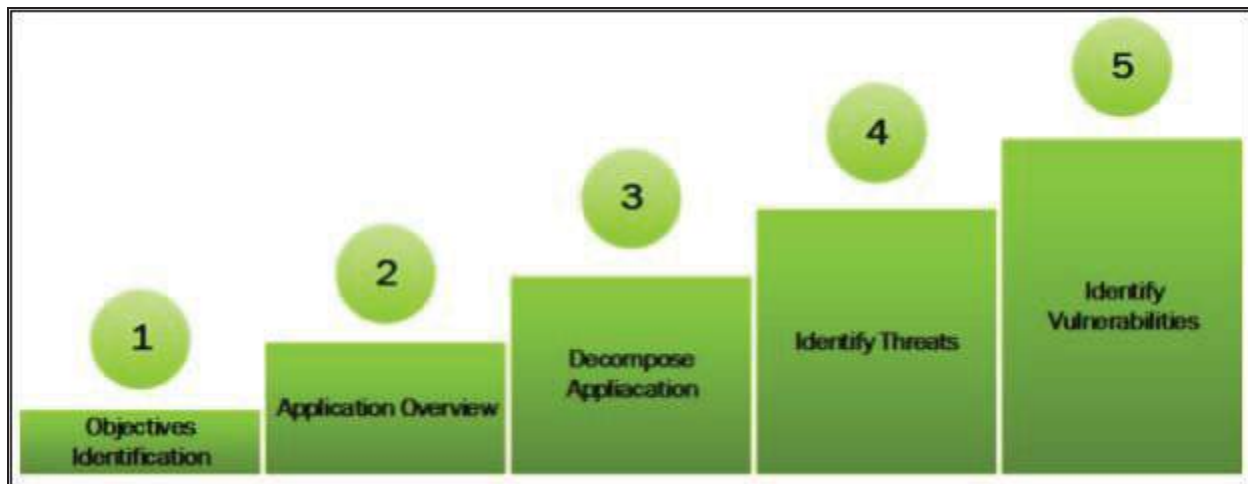 1
Objectives
Identification
2
Application Overview
3
Decompose
Appliacation
4
Identify Threats
5
Identify
Vulnerabilities